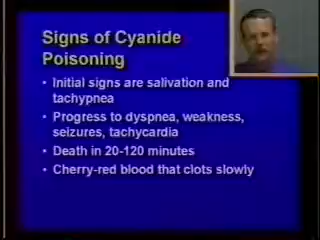 Signs of Cyanide
Poisoning
• Initial signs are salivation and
tachypnea
• Progress to dyspnea, weakness,
seizures, tachycardia
• Death in 20-120 minutes
• Cherry-red blood that clots slowly